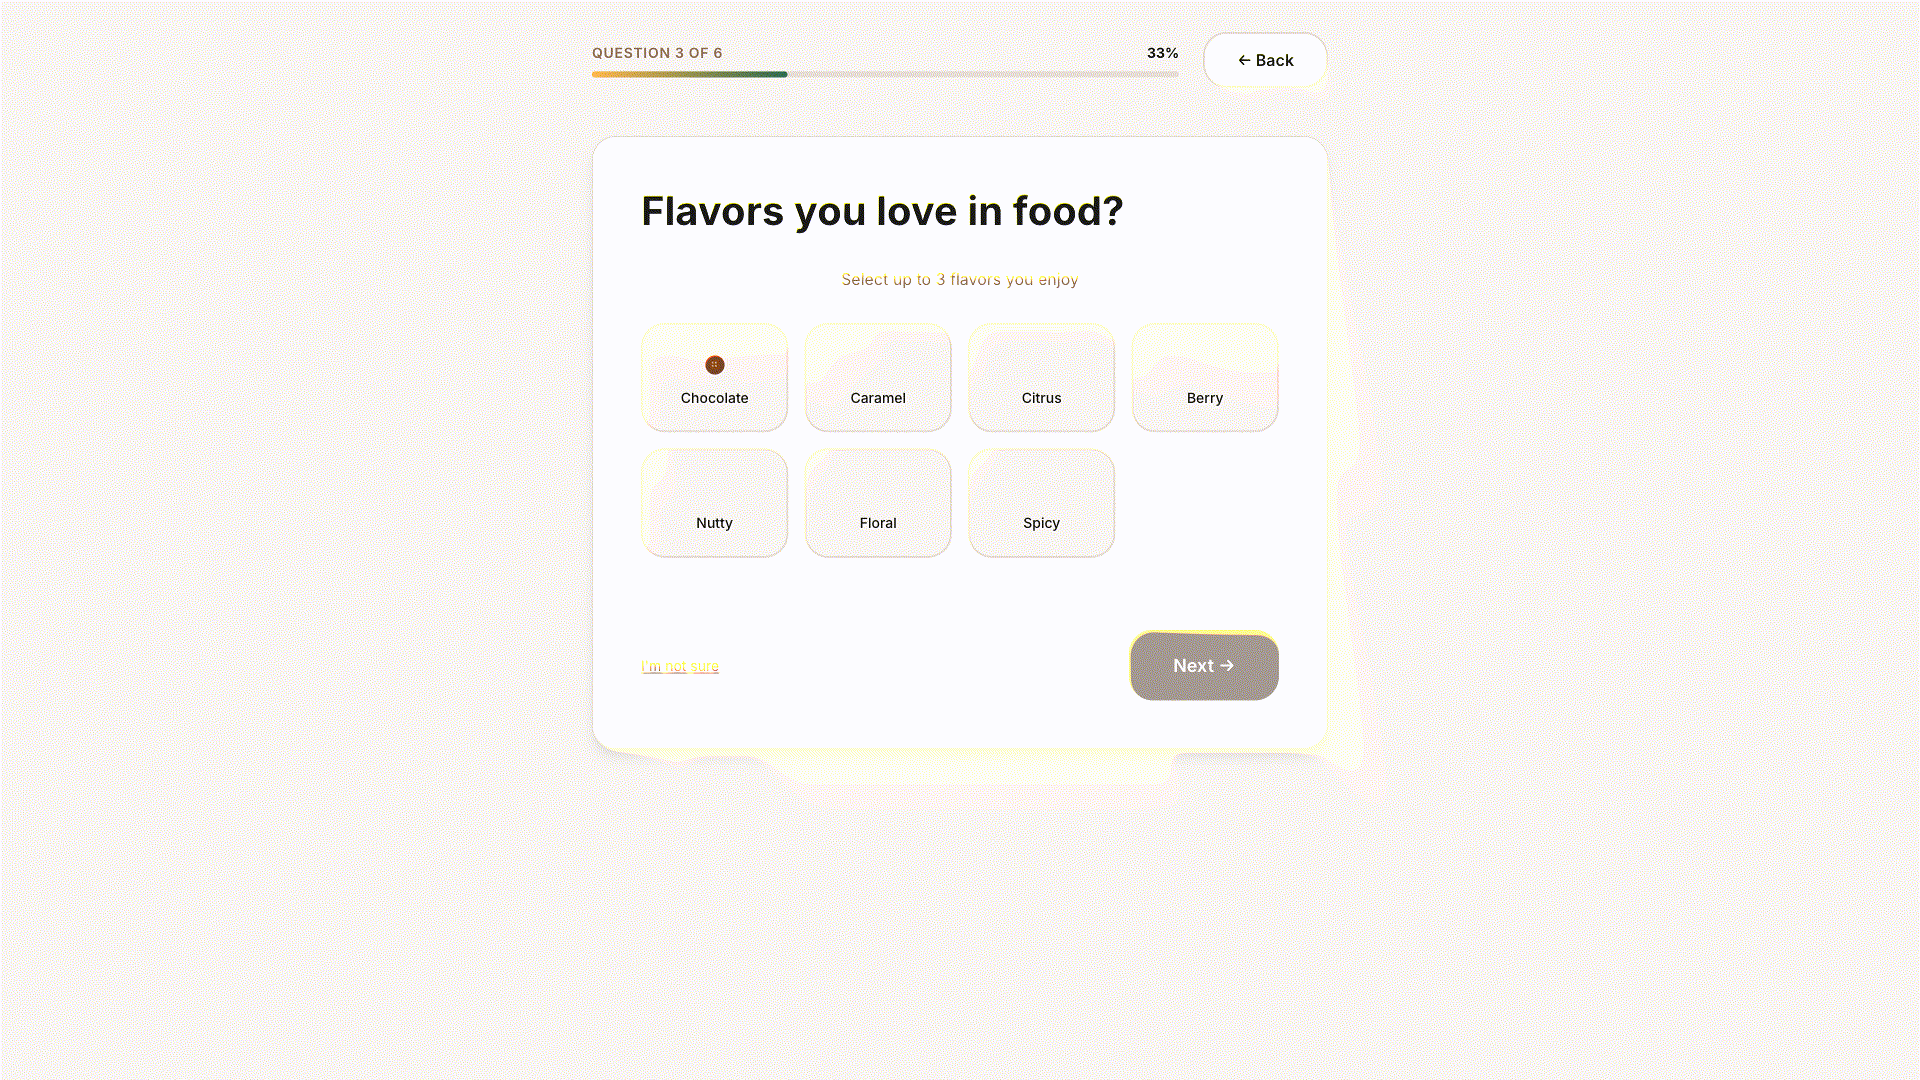 QUESTION 3 OF 6
33%
← Back
Flavors you love in food?
Select up to 3 flavors you enjoy
Chocolate
Caramel
Citrus
Berry
Nutty
Floral
Spicy
I'm not sure
Next →